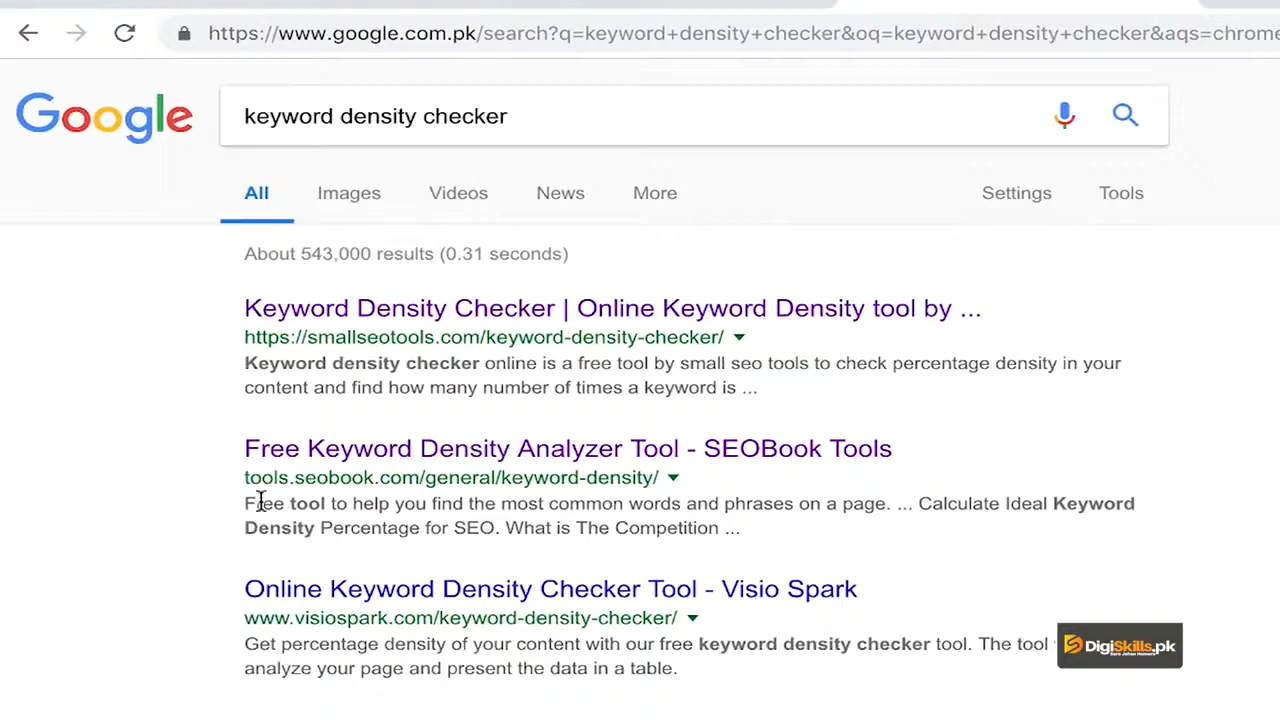 https://www.google.com.pk/search?q=keyword+density+checker&oq=keyword+density+checker&aqs=chrome
Google
keyword density checker
All Images Videos News More Settings Tools
About 543,000 results (0.31 seconds)
Keyword Density Checker | Online Keyword Density tool by ...
https://smallseotools.com/keyword-density-checker/
Keyword density checker online is a free tool by small seo tools to check percentage density in your
content and find how many number of times a keyword is ...
Free Keyword Density Analyzer Tool - SEOBook Tools
tools.seobook.com/general/keyword-density/
Free tool to help you find the most common words and phrases on a page. ... Calculate Ideal Keyword
Density Percentage for SEO. What is The Competition ...
Online Keyword Density Checker Tool - Visio Spark
www.visiospark.com/keyword-density-checker/
Get percentage density of your content with our free keyword density checker tool. The tool
analyze your page and present the data in a table.
DigiSkills.pk